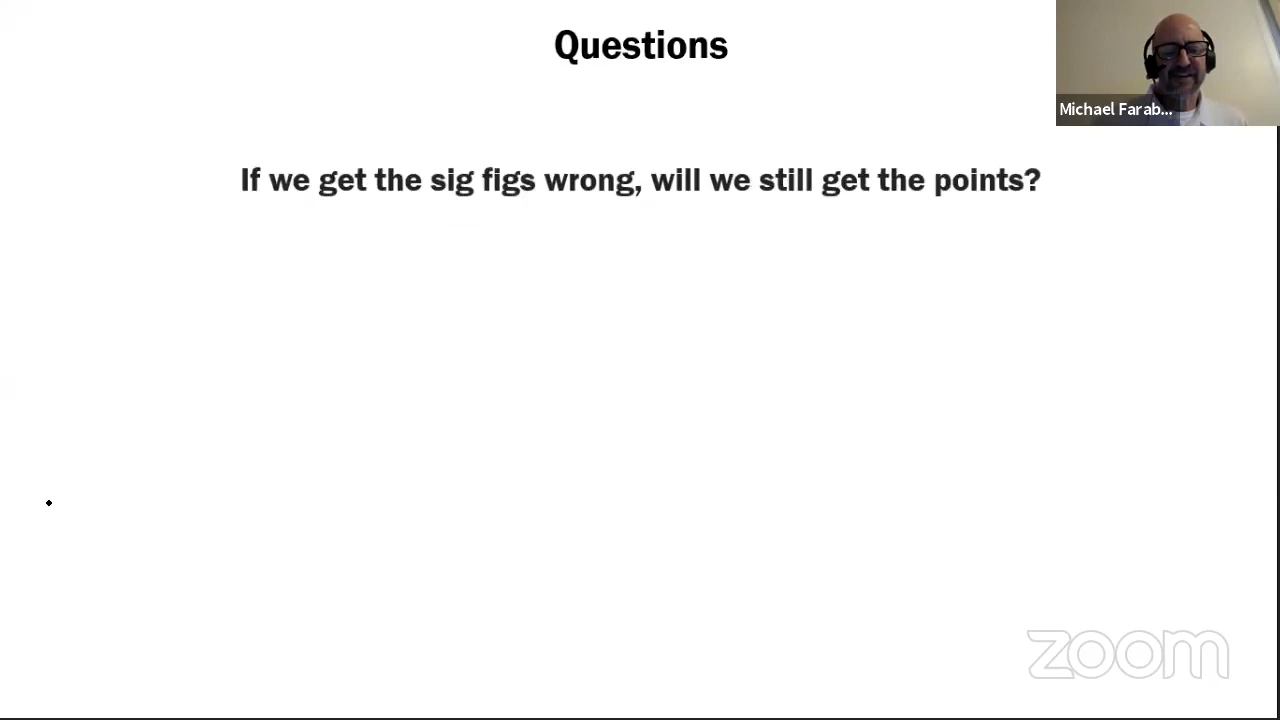 Questions
Michael Farab...
If we get the sig figs wrong, will we still get the points?
zoom